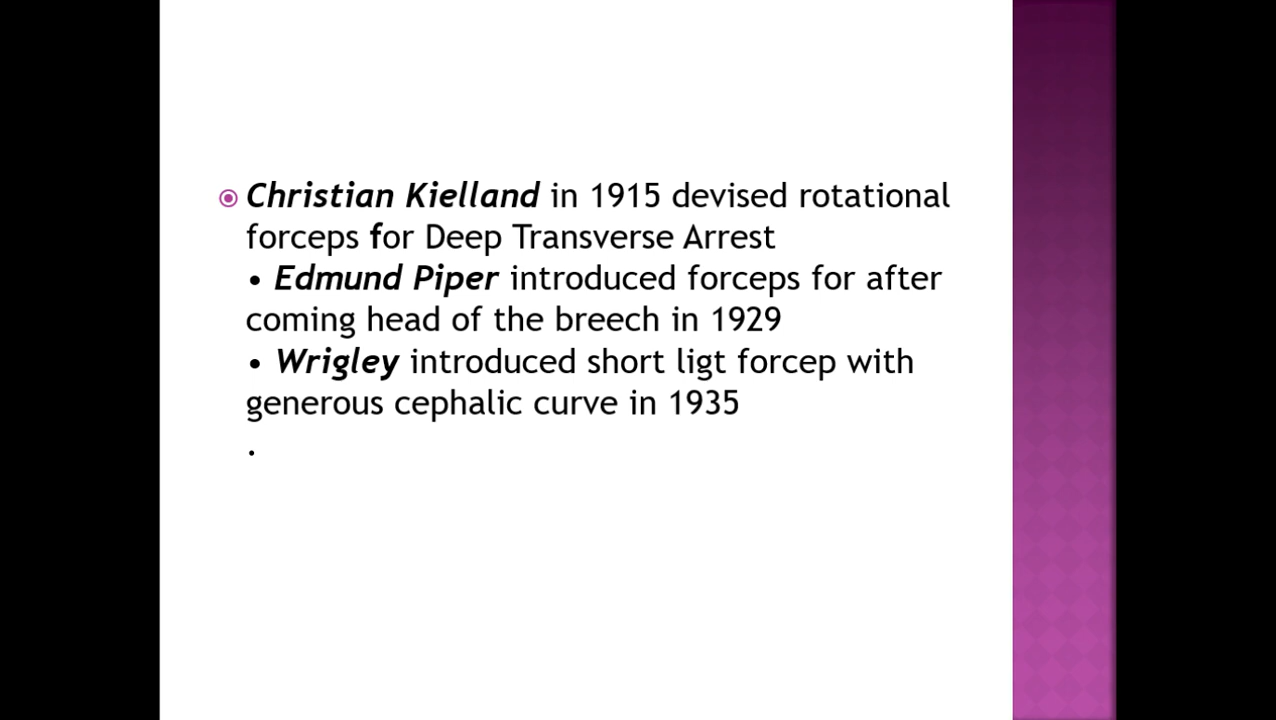 Christian Kielland in 1915 devised rotational
forceps for Deep Transverse Arrest
• Edmund Piper introduced forceps for after
coming head of the breech in 1929
• Wrigley introduced short ligt forcep with
generous cephalic curve in 1935
.